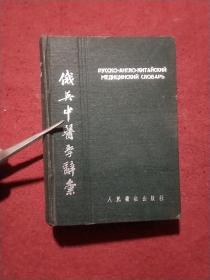 俄英中醫學辭彙
РУССКО-АНГЛО-КИТАЙСКИЙ
МЕДИЦИНСКИЙ СЛОВАРЬ
人民衛生出版社